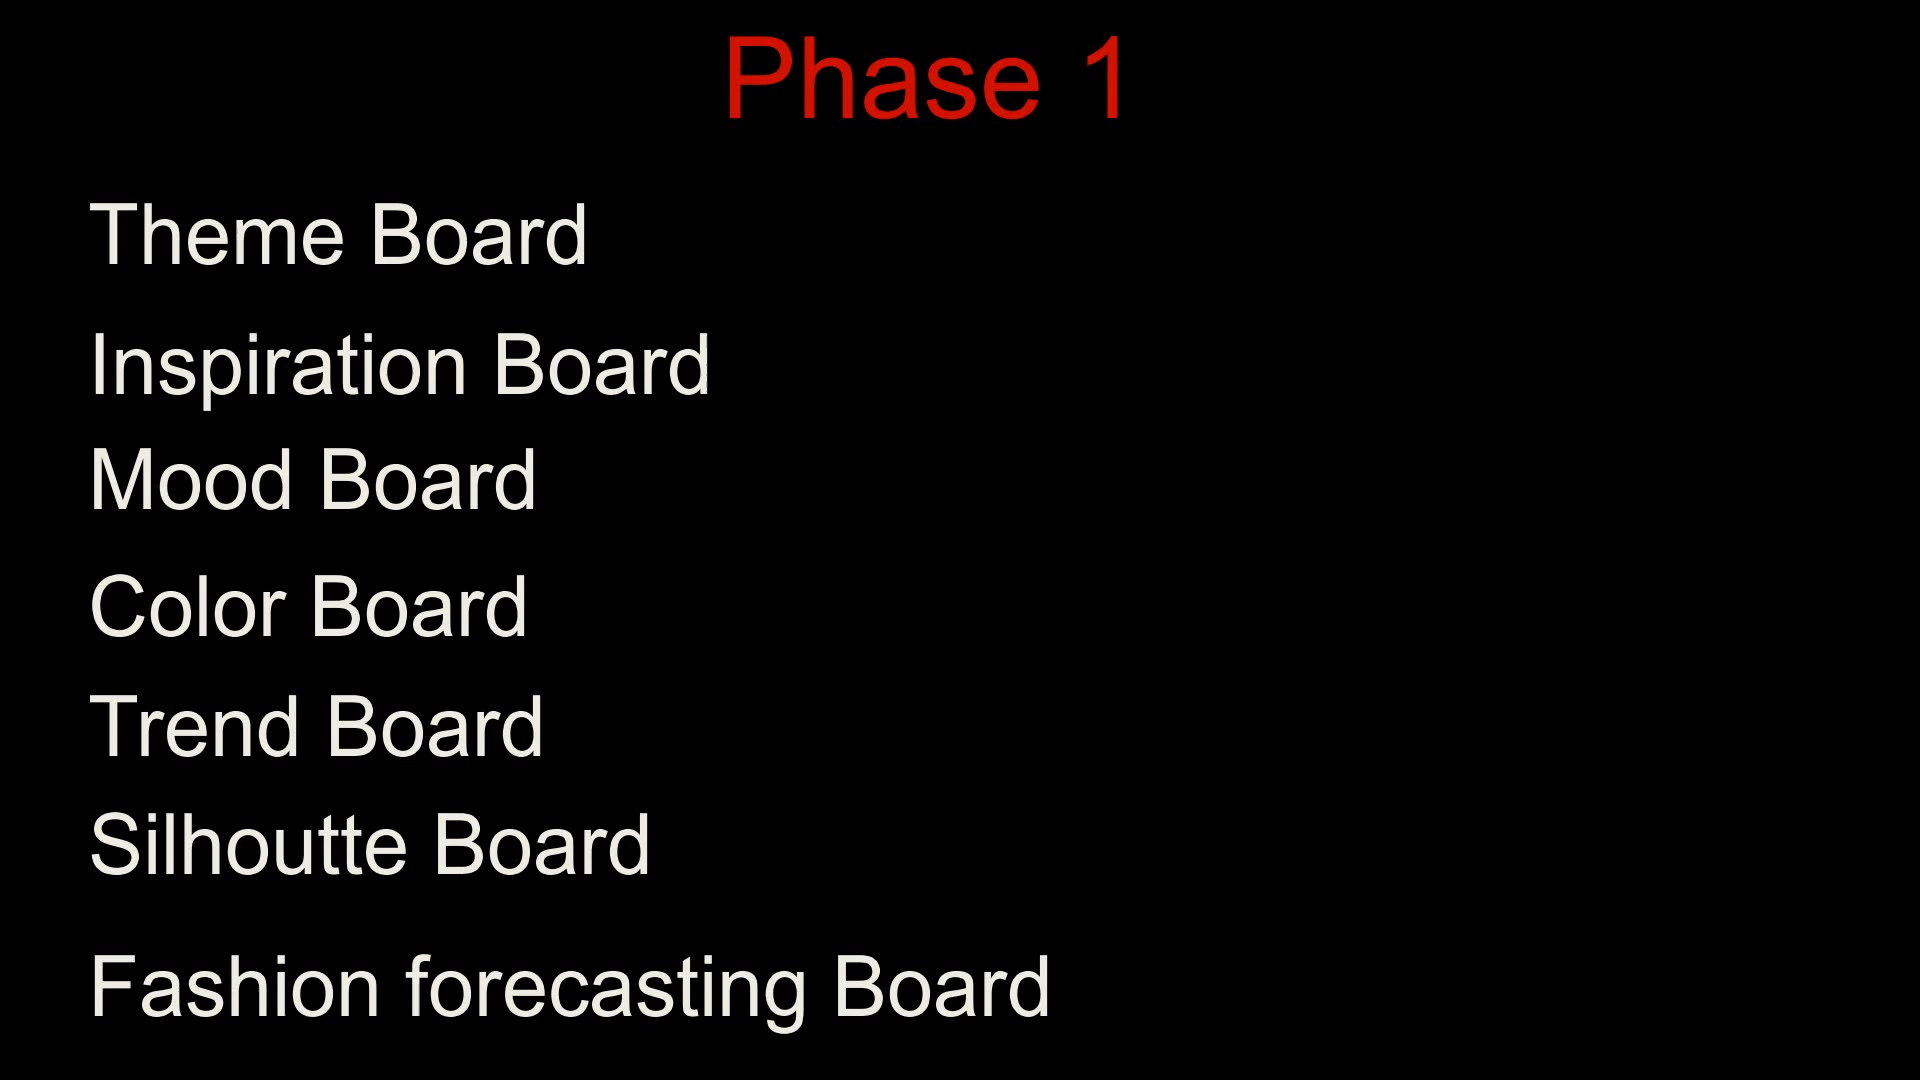 Phase 1
Theme Board
Inspiration Board
Mood Board
Color Board
Trend Board
Silhoutte Board
Fashion forecasting Board